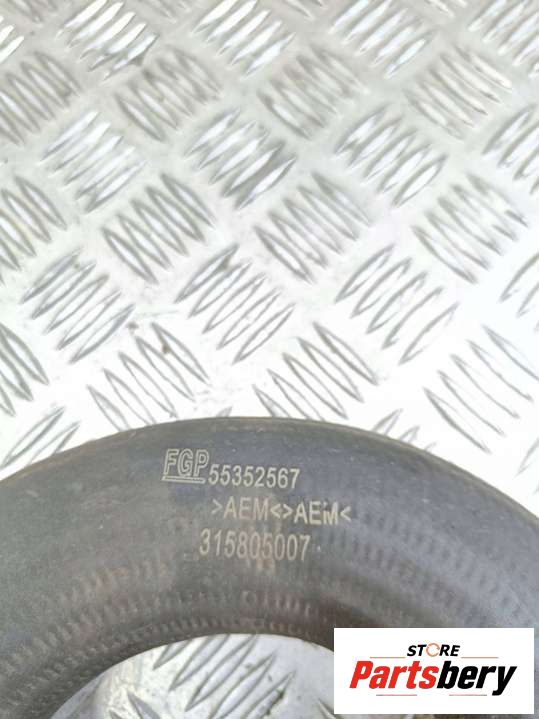 FGP 55352567
>AEM<>AEM<
315805007
STORE
Partsbery